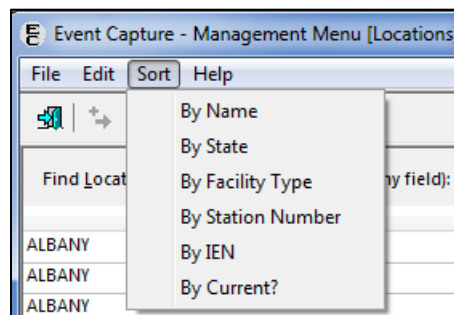 Event Capture - Management Menu [Locations
File Edit Sort Help
By Name
By State
By Facility Type
By Station Number
By IEN
By Current?
Find Locat
ny field):
ALBANY
ALBANY
ALBANY